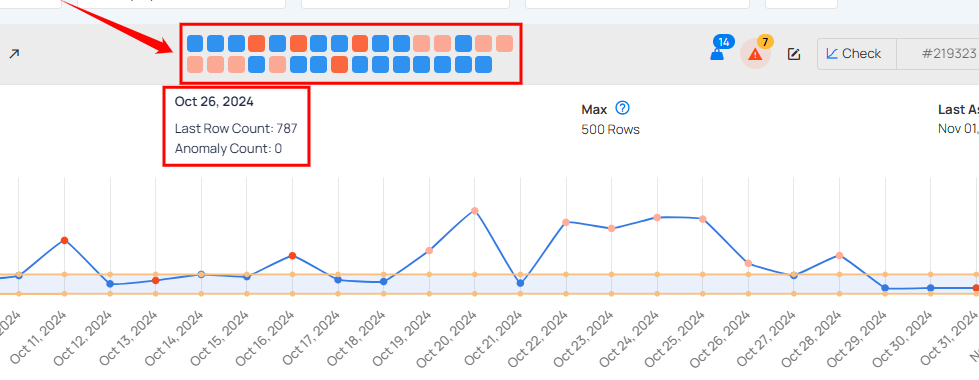 14
7
Check
#219323
Oct 26, 2024
Last Row Count: 787
Anomaly Count: 0
Max
500 Rows
Last As
Nov 01,
2024
Oct 11, 2024
Oct 12, 2024
Oct 13, 2024
Oct 14, 2024
Oct 15, 2024
Oct 16, 2024
Oct 17, 2024
Oct 18, 2024
Oct 19, 2024
Oct 20, 2024
Oct 21, 2024
Oct 22, 2024
Oct 23, 2024
Oct 24, 2024
Oct 25, 2024
Oct 26, 2024
Oct 27, 2024
Oct 28, 2024
Oct 29, 2024
Oct 30, 2024
Oct 31, 2024